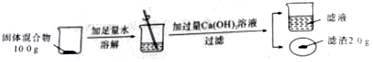 固体混合物
100g
加足量水
溶解
加过量Ca(OH)₂溶液
过滤
滤液
滤渣20g